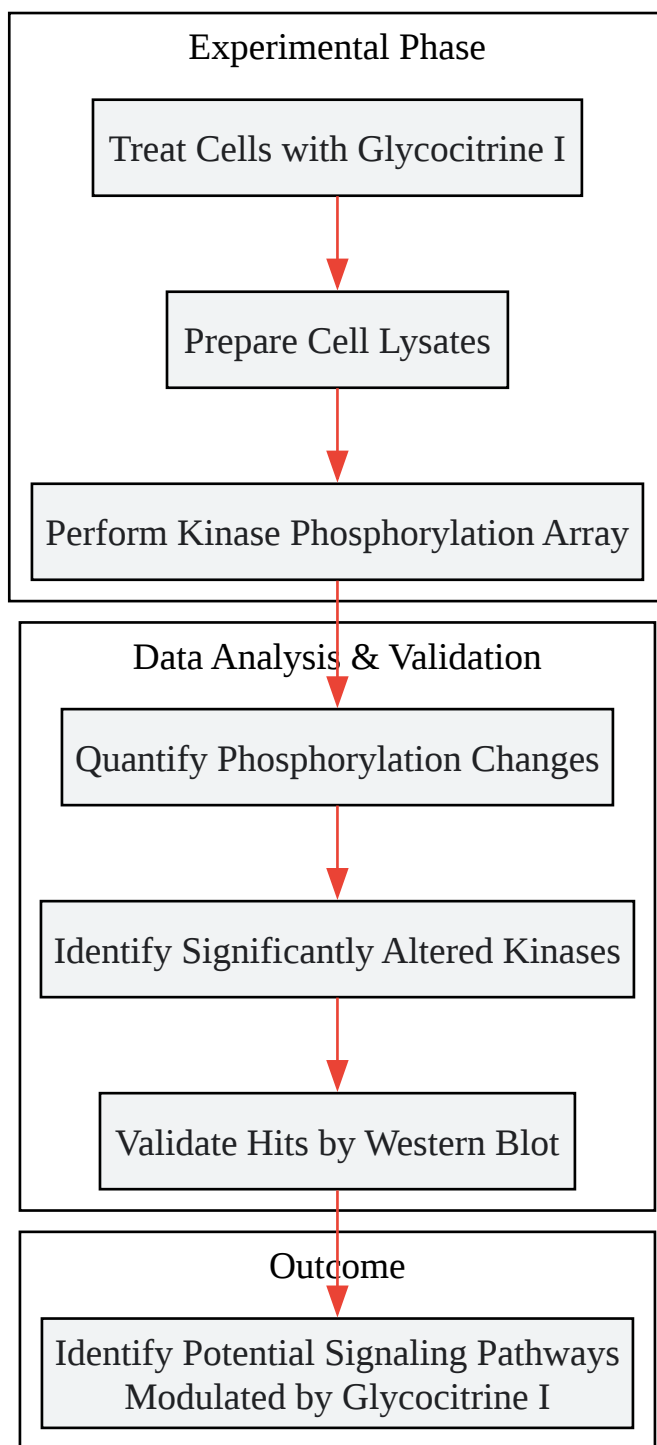 Experimental Phase
Treat Cells with Glycocitrine I
Prepare Cell Lysates
Perform Kinase Phosphorylation Array
Data Analysis & Validation
Quantify Phosphorylation Changes
Identify Significantly Altered Kinases
Validate Hits by Western Blot
Outcome
Identify Potential Signaling Pathways
Modulated by Glycocitrine I